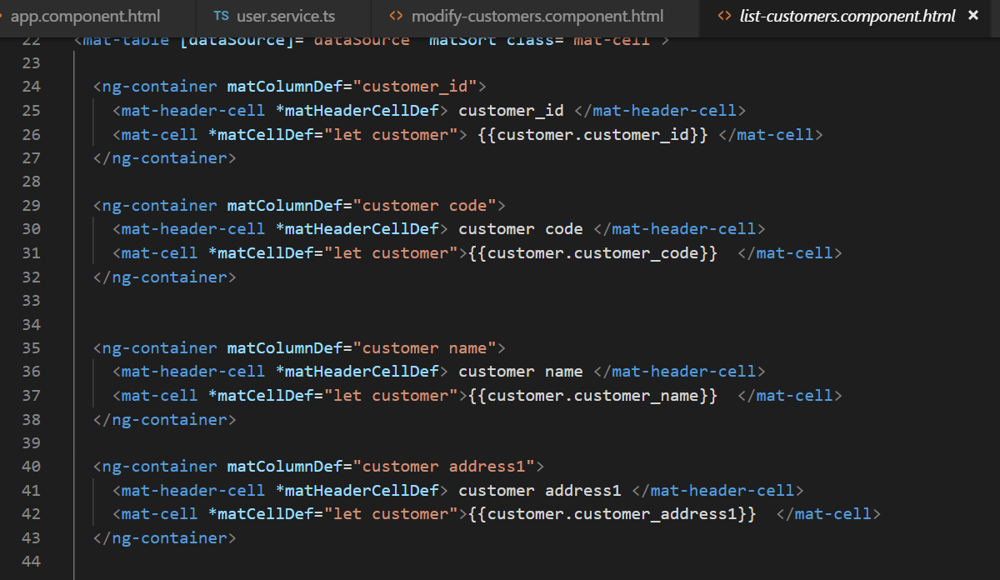 app.component.html TS user.service.ts <> modify-customers.component.html <> list-customers.component.html ×
22 <mat-table [dataSource]="dataSource" matSort class="mat-cell">
23
24 <ng-container matColumnDef="customer_id">
25 <mat-header-cell *matHeaderCellDef> customer_id </mat-header-cell>
26 <mat-cell *matCellDef="let customer"> {{customer.customer_id}} </mat-cell>
27 </ng-container>
28
29 <ng-container matColumnDef="customer code">
30 <mat-header-cell *matHeaderCellDef> customer code </mat-header-cell>
31 <mat-cell *matCellDef="let customer">{{customer.customer_code}}  </mat-cell>
32 </ng-container>
33
34
35 <ng-container matColumnDef="customer name">
36 <mat-header-cell *matHeaderCellDef> customer name </mat-header-cell>
37 <mat-cell *matCellDef="let customer">{{customer.customer_name}}  </mat-cell>
38 </ng-container>
39
40 <ng-container matColumnDef="customer address1">
41 <mat-header-cell *matHeaderCellDef> customer address1 </mat-header-cell>
42 <mat-cell *matCellDef="let customer">{{customer.customer_address1}}  </mat-cell>
43 </ng-container>
44